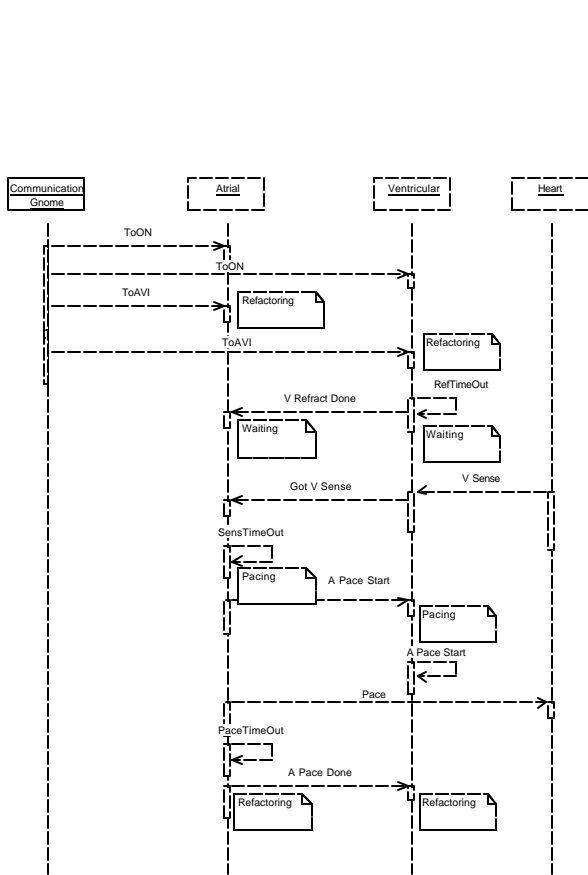 Communication
Gnome
Atrial
Ventricular
Heart
ToON
ToON
ToAVI
Refactoring
ToAVI
Refactoring
RefTimeOut
V Refract Done
Waiting
Waiting
V Sense
Got V Sense
SensTimeOut
Pacing
A Pace Start
Pacing
A Pace Start
Pace
PaceTimeOut
A Pace Done
Refactoring
Refactoring